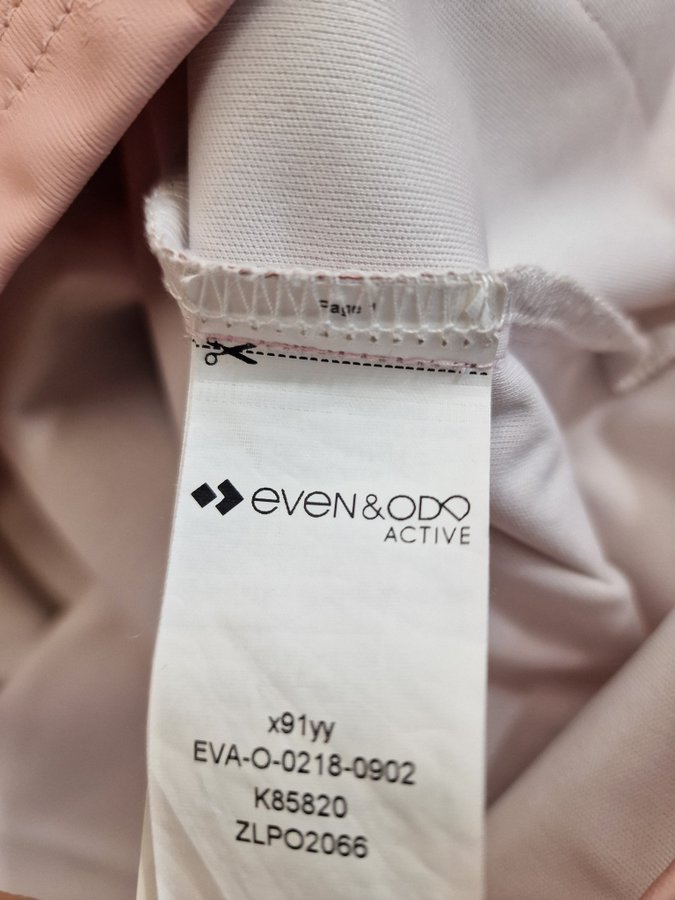 EVEN&ODD
ACTIVE
x91yy
EVA-O-0218-0902
K85820
ZLPO2066